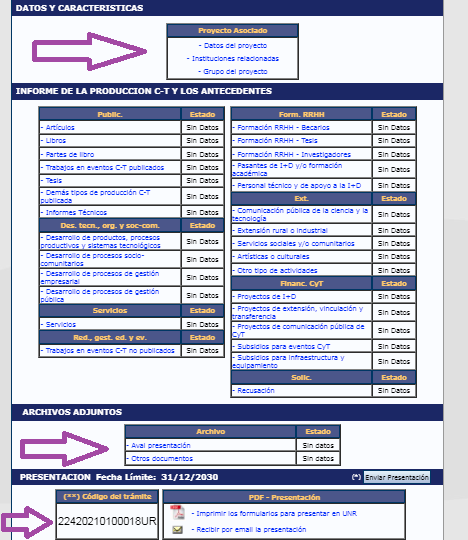 DATOS Y CARACTERISTICAS
Proyecto Asociado
- Datos del proyecto
- Instituciones relacionadas
- Grupo del proyecto
INFORME DE LA PRODUCCION C-T Y LOS ANTECEDENTES
Public. Estado
- Artículos Sin Datos
- Libros Sin Datos
- Partes de libro Sin Datos
- Trabajos en eventos C-T publicados Sin Datos
- Tesis Sin Datos
- Demás tipos de producción C-T
publicada Sin Datos
- Informes Técnicos Sin Datos
Des. tecn., org. y soc-com. Estado
- Desarrollo de productos, procesos
productivos y sistemas tecnológicos Sin Datos
- Desarrollo de procesos socio-
comunitarios Sin Datos
- Desarrollo de procesos de gestión
empresarial Sin Datos
- Desarrollo de procesos de gestión
pública Sin Datos
Servicios Estado
- Servicios Sin Datos
Red., gest. ed. y ev. Estado
- Trabajos en eventos C-T no publicados Sin Datos
Form. RRHH Estado
- Formación RRHH - Becarios Sin Datos
- Formación RRHH - Tesis Sin Datos
- Formación RRHH - Investigadores Sin Datos
- Pasantes de I+D y/o formación
académica Sin Datos
- Personal técnico y de apoyo a la I+D Sin Datos
Ext. Estado
- Comunicación pública de la ciencia y la
tecnología Sin Datos
- Extensión rural o industrial Sin Datos
- Servicios sociales y/o comunitarios Sin Datos
- Artísticos o culturales Sin Datos
- Otro tipo de actividades Sin Datos
Financ. CyT Estado
- Proyectos de I+D Sin Datos
- Proyectos de extensión, vinculación y
transferencia Sin Datos
- Proyectos de comunicación pública de
CyT Sin Datos
- Subsidios para eventos CyT Sin Datos
- Subsidios para infraestructura y
equipamiento Sin Datos
Solic. Estado
- Recusación Sin Datos
ARCHIVOS ADJUNTOS
Archivo Estado
- Aval presentación Sin datos
- Otros documentos Sin datos
PRESENTACION Fecha Límite: 31/12/2030 (*) Enviar Presentación
(**) Código del trámite PDF - Presentación
22420210100018UR
- Imprimir los formularios para presentar en UNR
- Recibir por email la presentación